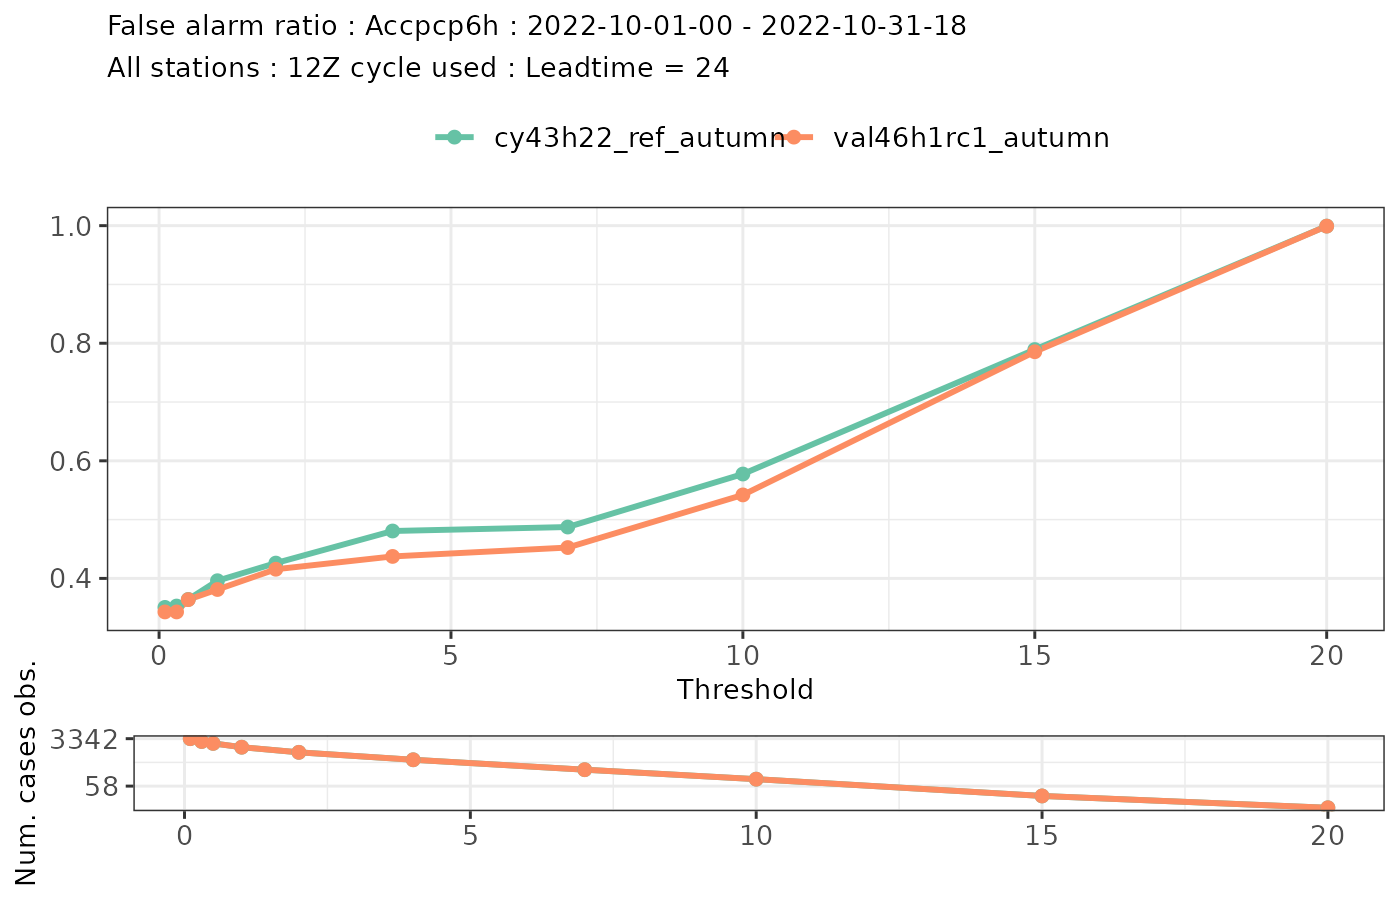 False alarm ratio : Accpcp6h : 2022-10-01-00 - 2022-10-31-18
All stations : 12Z cycle used : Leadtime = 24
cy43h22_ref_autumn val46h1rc1_autumn
1.0
0.8
0.6
0.4
0 5 10 15 20
Threshold
Num. cases obs.
3342
58
0 5 10 15 20